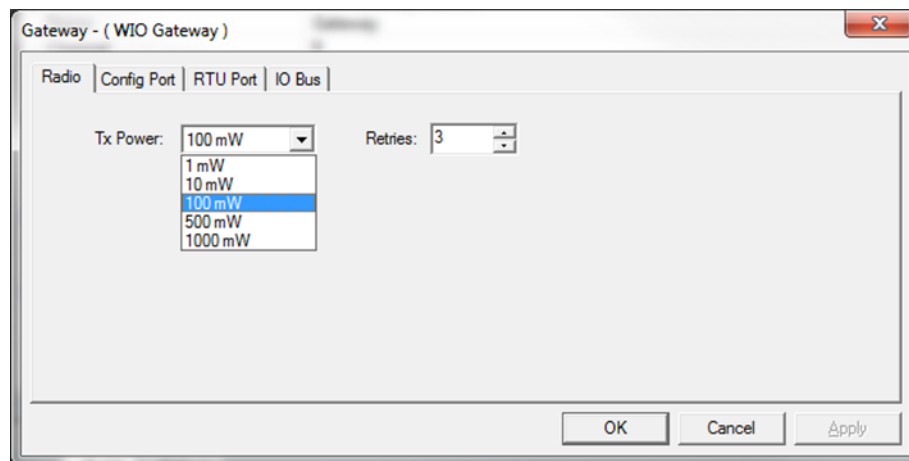 Gateway - ( WIO Gateway )
Radio Config Port RTU Port IO Bus
Tx Power: 100 mW Retries: 3
1 mW
10 mW
100 mW
500 mW
1000 mW
OK Cancel Apply